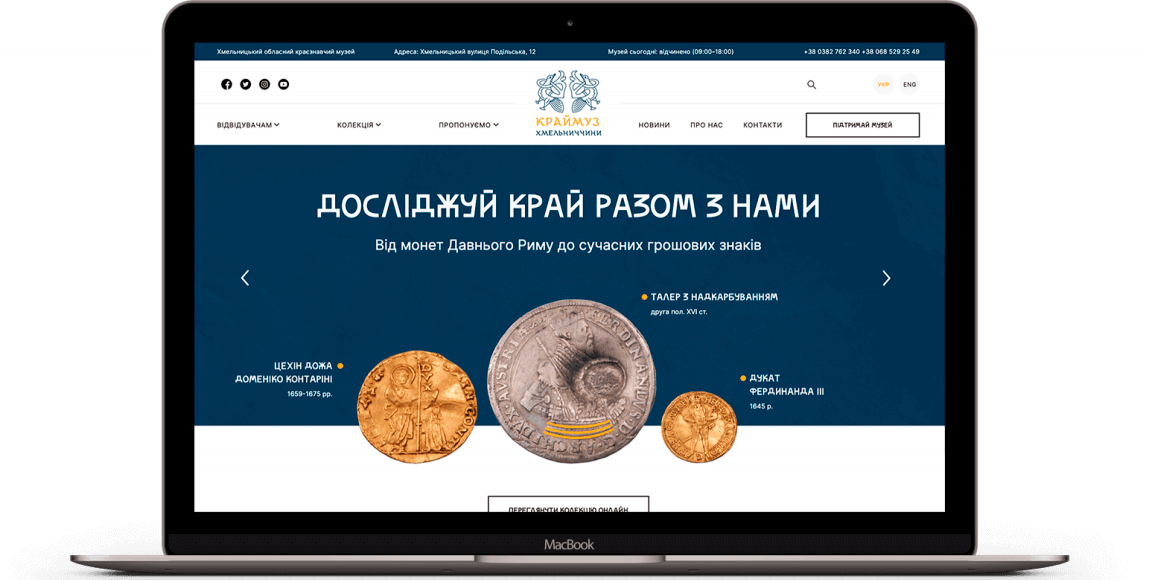 Хмельницький обласний краєзнавчий музей
Адреса: Хмельницький вулиця Подільська, 12
Музей сьогодні: відчинено (09:00-18:00)
+38 0382 762 340 +38 068 529 25 49
УКР
ENG
ВІДВІДУВАЧАМ
КОЛЕКЦІЯ
ПРОПОНУЄМО
КРАЙМУЗ
ХМЕЛЬНИЧЧИНИ
НОВИНИ
ПРО НАС
КОНТАКТИ
ПІДТРИМАЙ МУЗЕЙ
ДОСЛІДЖУЙ КРАЙ РАЗОМ З НАМИ
Від монет Давнього Риму до сучасних грошових знаків
ТАЛЕР З НАДКАРБУВАННЯМ
друга пол. XVI ст.
ЦЕХІН ДОЖА
ДОМЕНІКО КОНТАРІНІ
1659-1675 рр.
ДУКАТ
ФЕРДИНАНДА III
1645 р.
ПЕРЕГЛЯНУТИ КОЛЕКЦІЮ ОНЛАЙН
MacBook